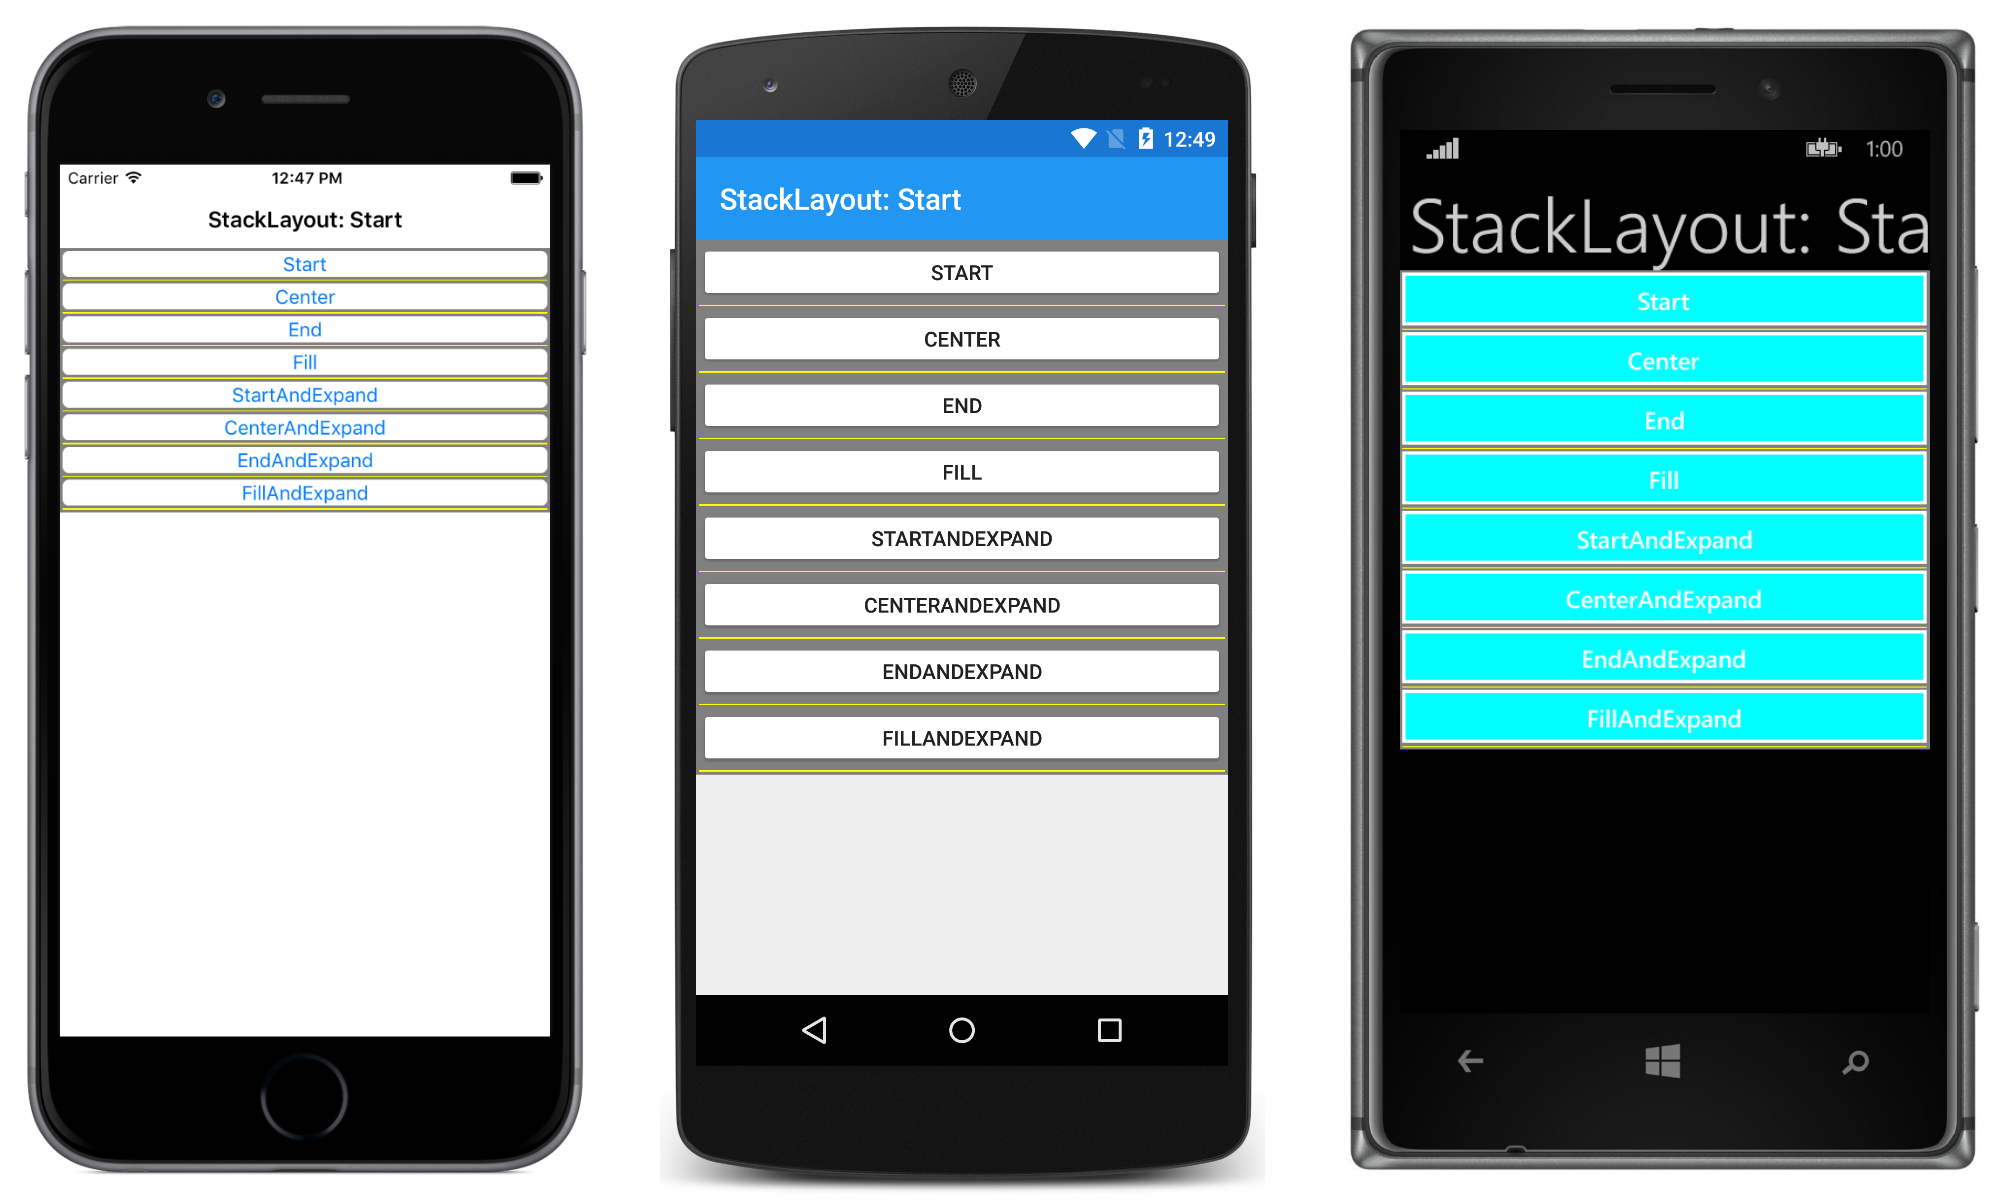 Carrier 12:47 PM
StackLayout: Start
Start
Center
End
Fill
StartAndExpand
CenterAndExpand
EndAndExpand
FillAndExpand
12:49
StackLayout: Start
START
CENTER
END
FILL
STARTANDEXPAND
CENTERANDEXPAND
ENDANDEXPAND
FILLANDEXPAND
1:00
StackLayout: Sta
Start
Center
End
Fill
StartAndExpand
CenterAndExpand
EndAndExpand
FillAndExpand